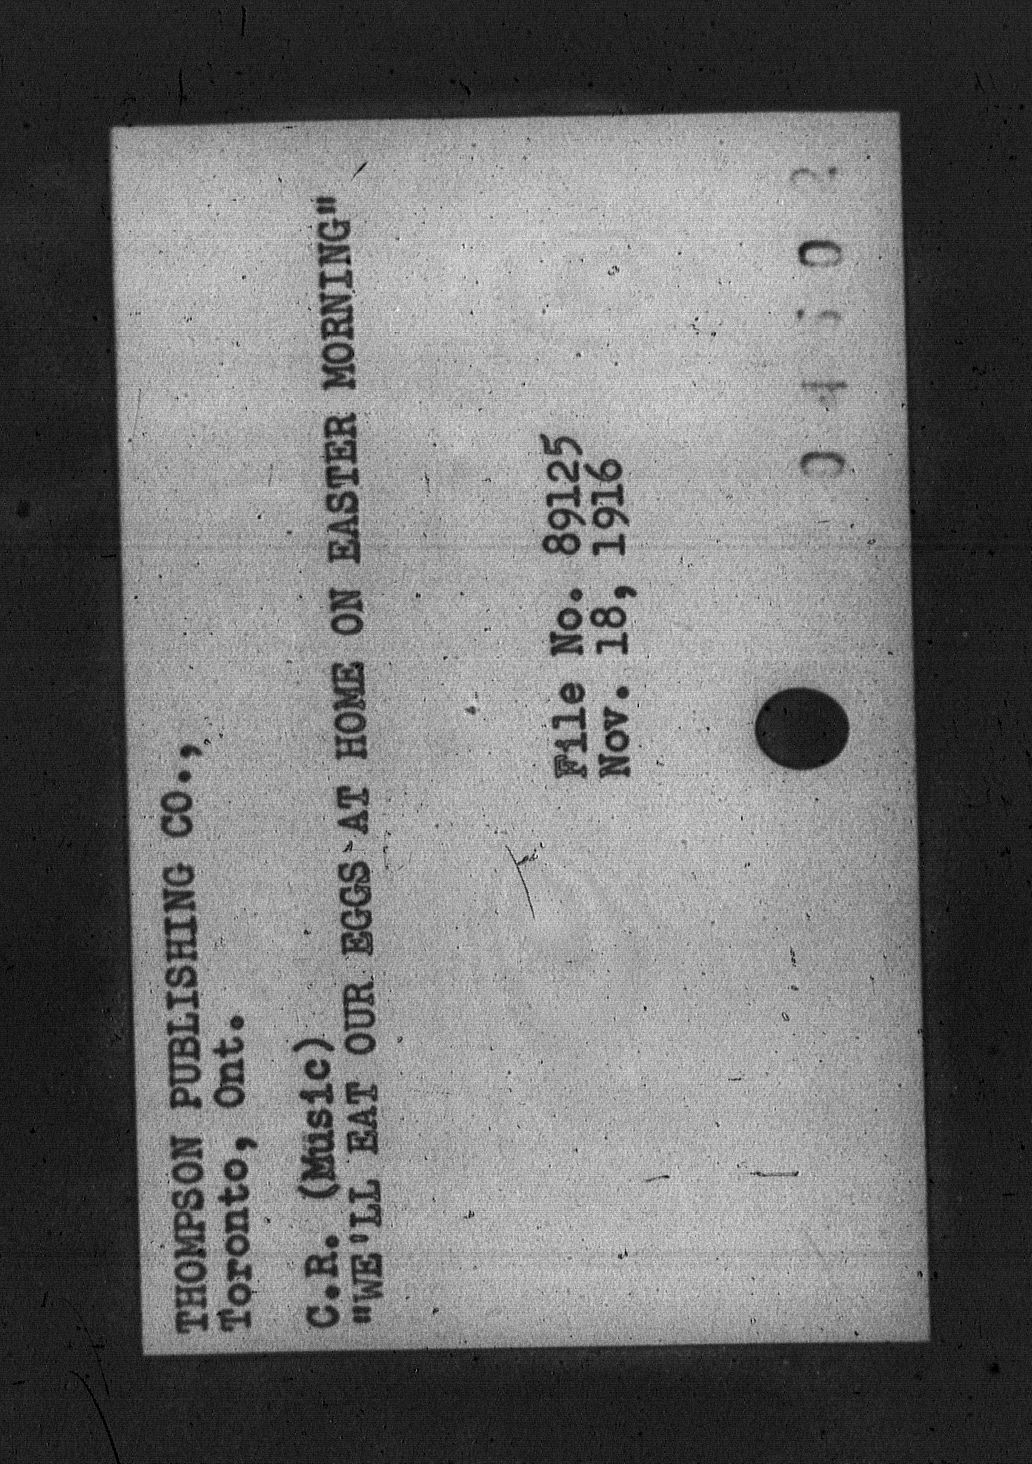 THOMPSON PUBLISHING CO.,
Toronto, Ont.
C.R. (Music)
"WE'LL EAT OUR EGGS AT HOME ON EASTER MORNING"
File No. 89125
Nov. 18, 1916